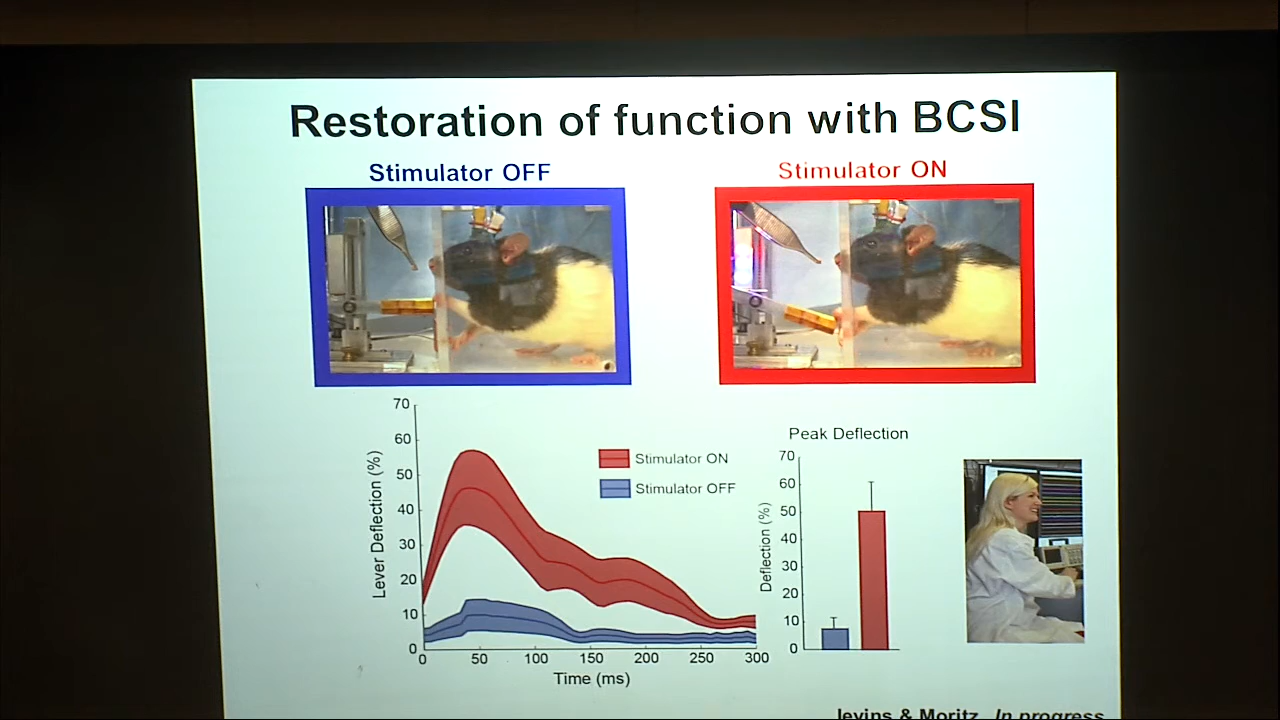 Restoration of function with BCSI
Stimulator OFF
Stimulator ON
70
60
50
40
30
20
10
0
Lever Deflection (%)
0 50 100 150 200 250 300
Time (ms)
Stimulator ON
Stimulator OFF
Peak Deflection
70
60
50
40
30
20
10
0
Deflection (%)
Ievins & Moritz, In progress